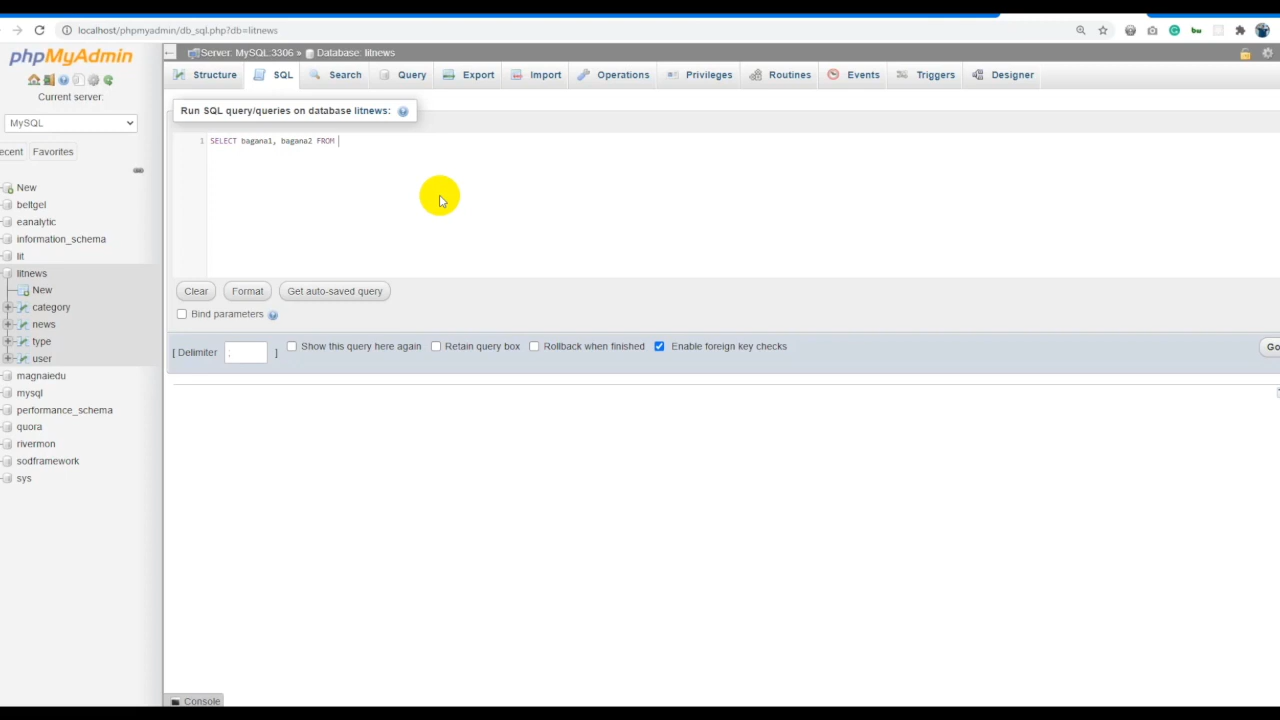 localhost/phpmyadmin/db_sql.php?db=litnews
phpMyAdmin
Current server:
MySQL
ecent Favorites
New
beltgel
eanalytic
information_schema
lit
litnews
New
category
news
type
user
magnaiedu
mysql
performance_schema
quora
rivermon
sodframework
sys
Server: MySQL:3306 » Database: litnews
Structure SQL Search Query Export Import Operations Privileges Routines Events Triggers Designer
Run SQL query/queries on database litnews:
1 SELECT bagana1, bagana2 FROM
Clear Format Get auto-saved query
Bind parameters
[ Delimiter ; ] Show this query here again Retain query box Rollback when finished Enable foreign key checks Go
Console